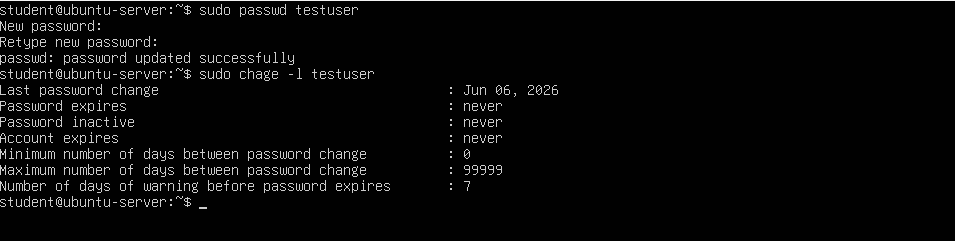 student@ubuntu-server:~$ sudo passwd testuser
New password:
Retype new password:
passwd: password updated successfully
student@ubuntu-server:~$ sudo chage -l testuser
Last password change : Jun 06, 2026
Password expires : never
Password inactive : never
Account expires : never
Minimum number of days between password change : 0
Maximum number of days between password change : 99999
Number of days of warning before password expires : 7
student@ubuntu-server:~$ _